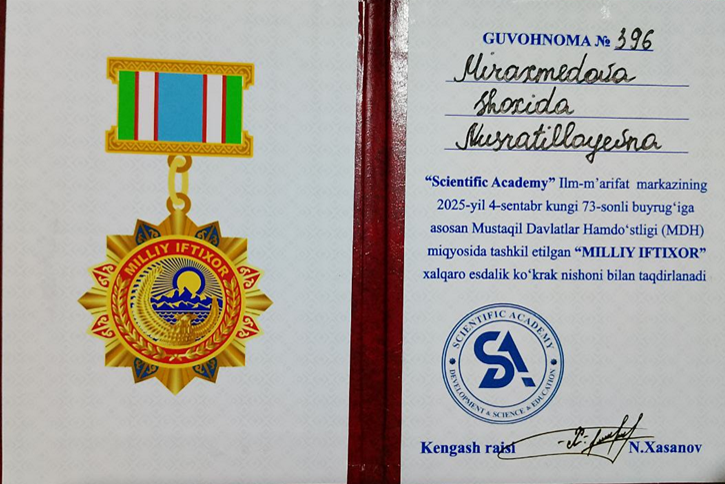 MILLIY IFTIXOR
GUVOHNOMA № 396
Miraxmedova
Shoxida
Nusratillayevna
“Scientific Academy” Ilm-m’arifat markazining
2025-yil 4-sentabr kungi 73-sonli buyrug‘iga
asosan Mustaqil Davlatlar Hamdo‘stligi (MDH)
miqyosida tashkil etilgan “MILLIY IFTIXOR”
xalqaro esdalik ko‘krak nishoni bilan taqdirlanadi
SCIENTIFIC ACADEMY
SA
DEVELOPMENT & SCIENCE & EDUCATION
Kengash raisi N.Xasanov